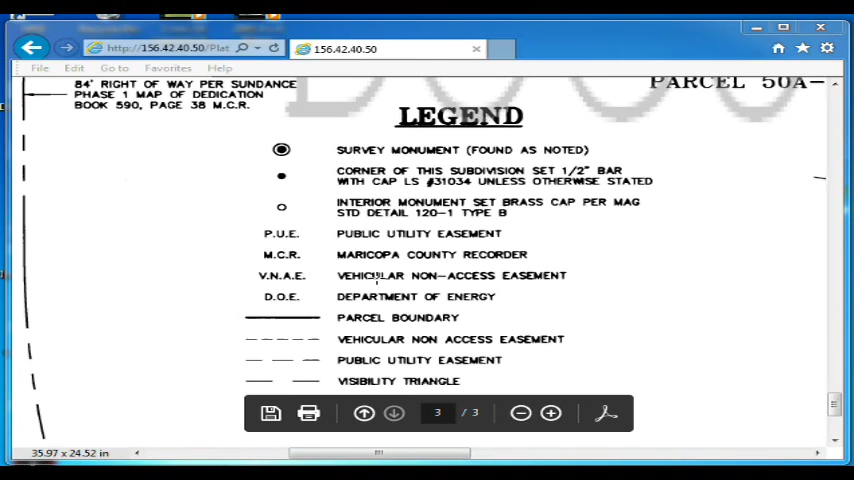 http://156.42.40.50/Plat
156.42.40.50
File Edit Go to Favorites Help
84' RIGHT OF WAY PER SUNDANCE
PHASE 1 MAP OF DEDICATION
BOOK 590, PAGE 38 M.C.R.
PARCEL 50A-
LEGEND
SURVEY MONUMENT (FOUND AS NOTED)
CORNER OF THIS SUBDIVISION SET 1/2" BAR
WITH CAP LS #31034 UNLESS OTHERWISE STATED
INTERIOR MONUMENT SET BRASS CAP PER MAG
STD DETAIL 120-1 TYPE B
P.U.E. PUBLIC UTILITY EASEMENT
M.C.R. MARICOPA COUNTY RECORDER
V.N.A.E. VEHICULAR NON-ACCESS EASEMENT
D.O.E. DEPARTMENT OF ENERGY
PARCEL BOUNDARY
VEHICULAR NON ACCESS EASEMENT
PUBLIC UTILITY EASEMENT
VISIBILITY TRIANGLE
3 / 3
35.97 x 24.52 in